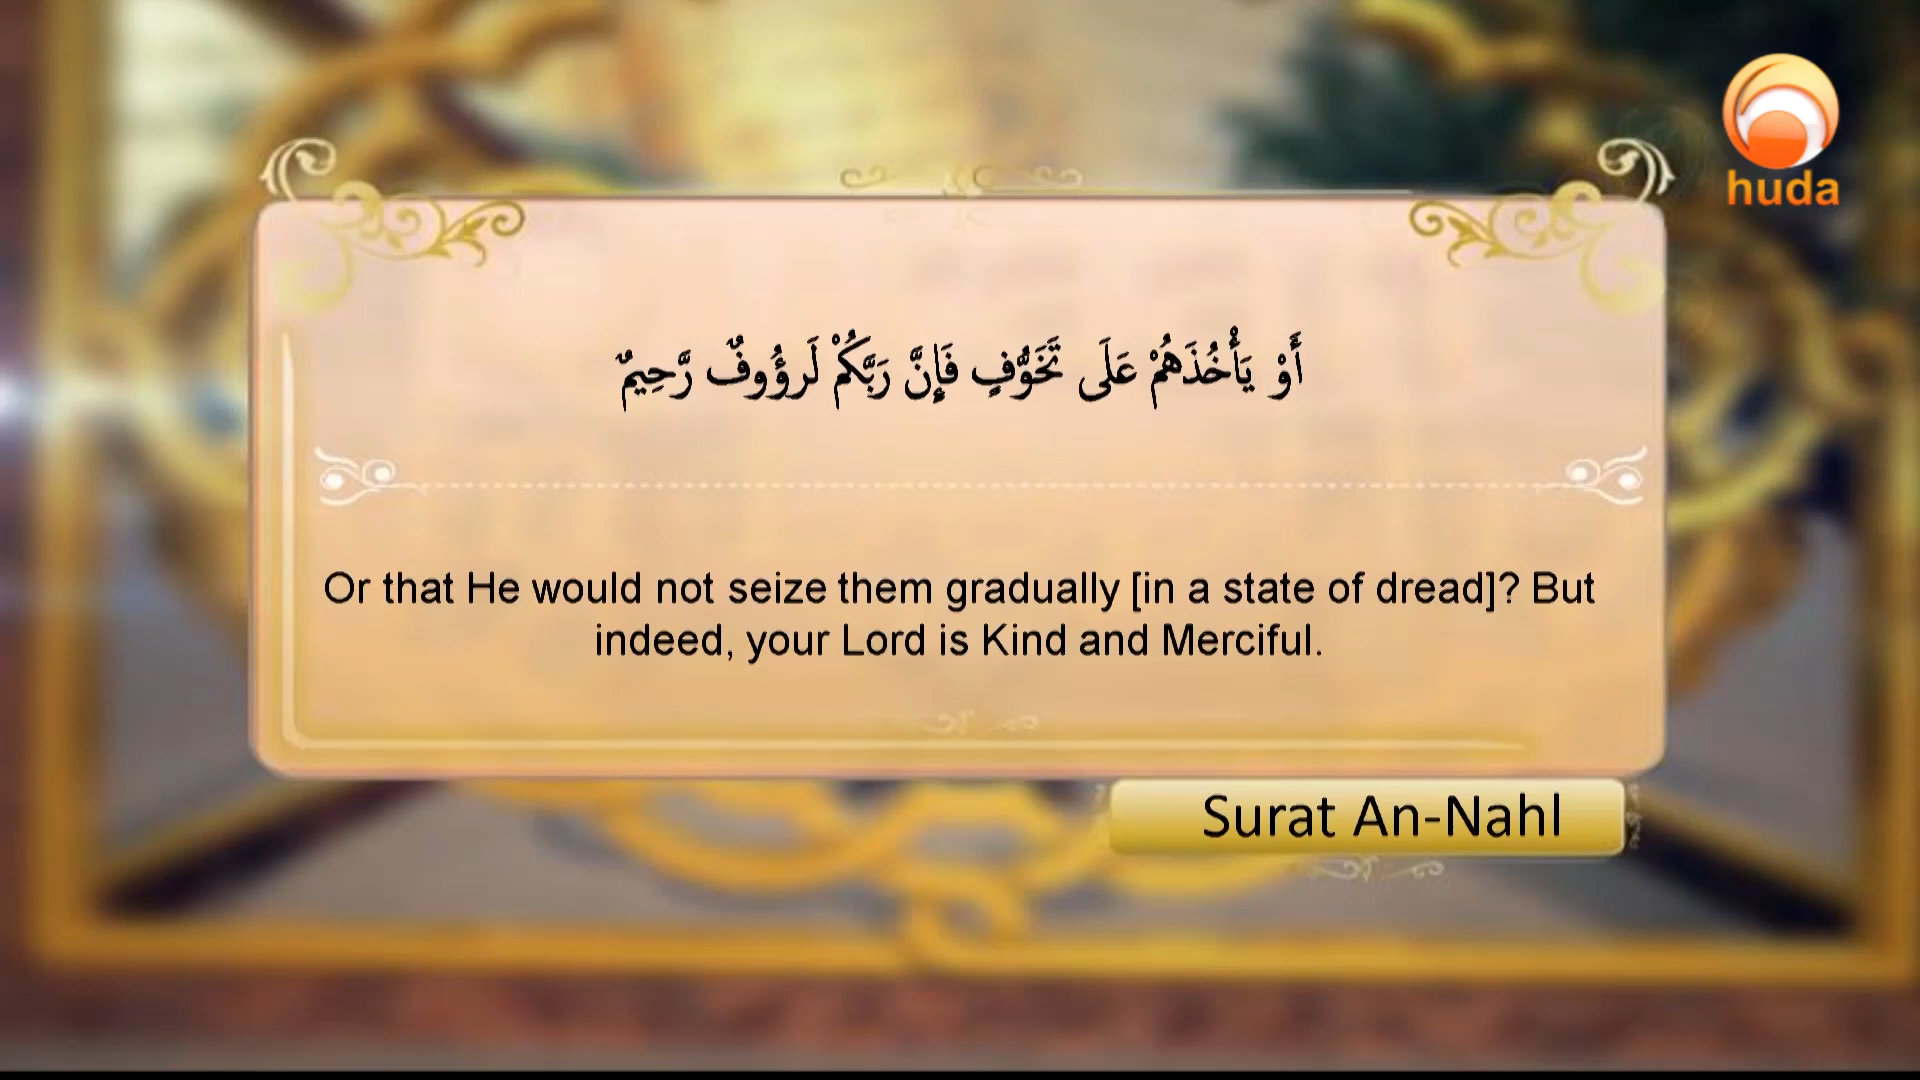 huda
أَوْ يَأْخُذَهُمْ عَلَى تَخَوُّفٍ فَإِنَّ رَبَّكُمْ لَرؤُوفٌ رَّحِيمٌ
Or that He would not seize them gradually [in a state of dread]? But
indeed, your Lord is Kind and Merciful.
Surat An-Nahl